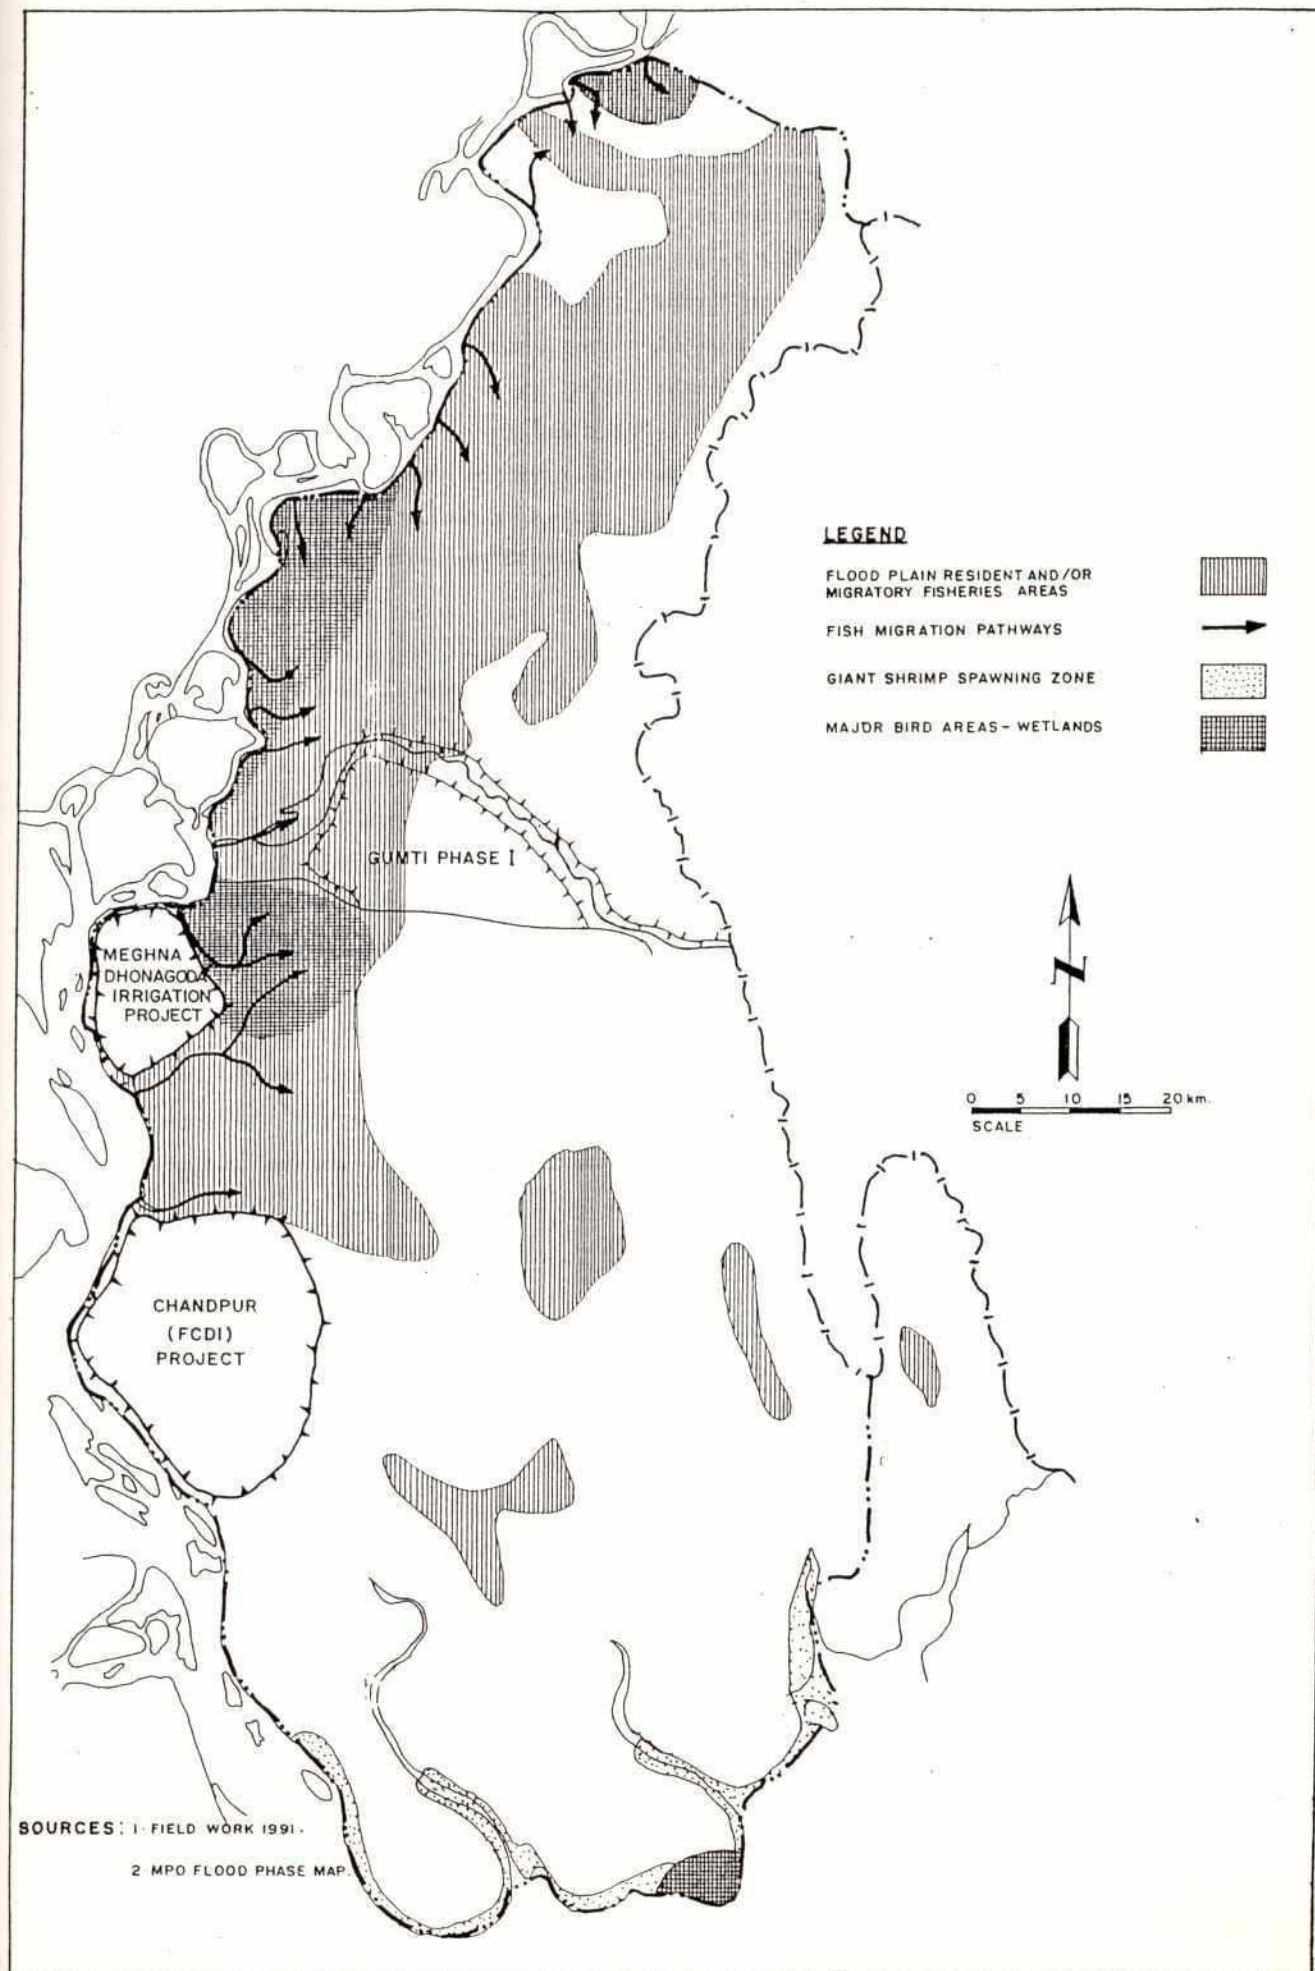 LEGEND
FLOOD PLAIN RESIDENT AND/OR
MIGRATORY FISHERIES AREAS
FISH MIGRATION PATHWAYS
GIANT SHRIMP SPAWNING ZONE
MAJOR BIRD AREAS - WETLANDS
GUMTI PHASE I
N
MEGHNA
DHONAGODA
IRRIGATION
PROJECT
0 5 10 15 20 km.
SCALE
CHANDPUR
(FCDI)
PROJECT
SOURCES: 1 FIELD WORK 1991.
2 MPO FLOOD PHASE MAP.